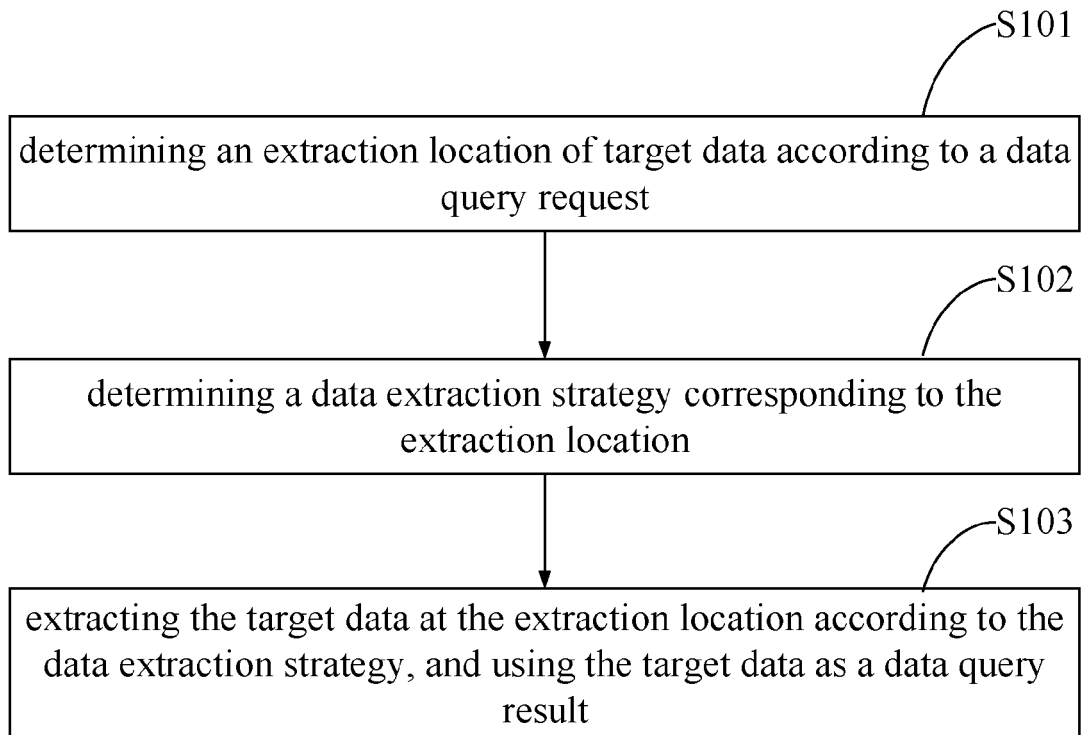 S101
determining an extraction location of target data according to a data
query request
S102
determining a data extraction strategy corresponding to the
extraction location
S103
extracting the target data at the extraction location according to the
data extraction strategy, and using the target data as a data query
result